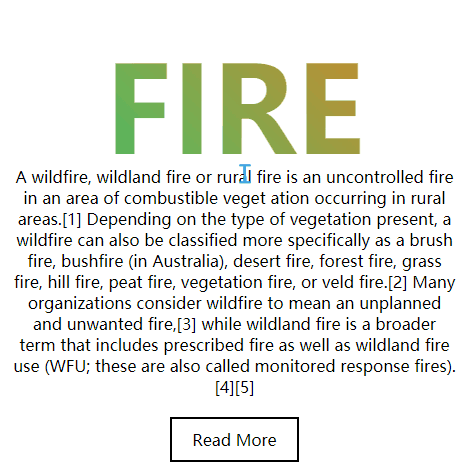 FIRE
A wildfire, wildland fire or rural fire is an uncontrolled fire
in an area of combustible veget ation occurring in rural
areas.[1] Depending on the type of vegetation present, a
wildfire can also be classified more specifically as a brush
fire, bushfire (in Australia), desert fire, forest fire, grass
fire, hill fire, peat fire, vegetation fire, or veld fire.[2] Many
organizations consider wildfire to mean an unplanned
and unwanted fire,[3] while wildland fire is a broader
term that includes prescribed fire as well as wildland fire
use (WFU; these are also called monitored response fires).
[4][5]
Read More